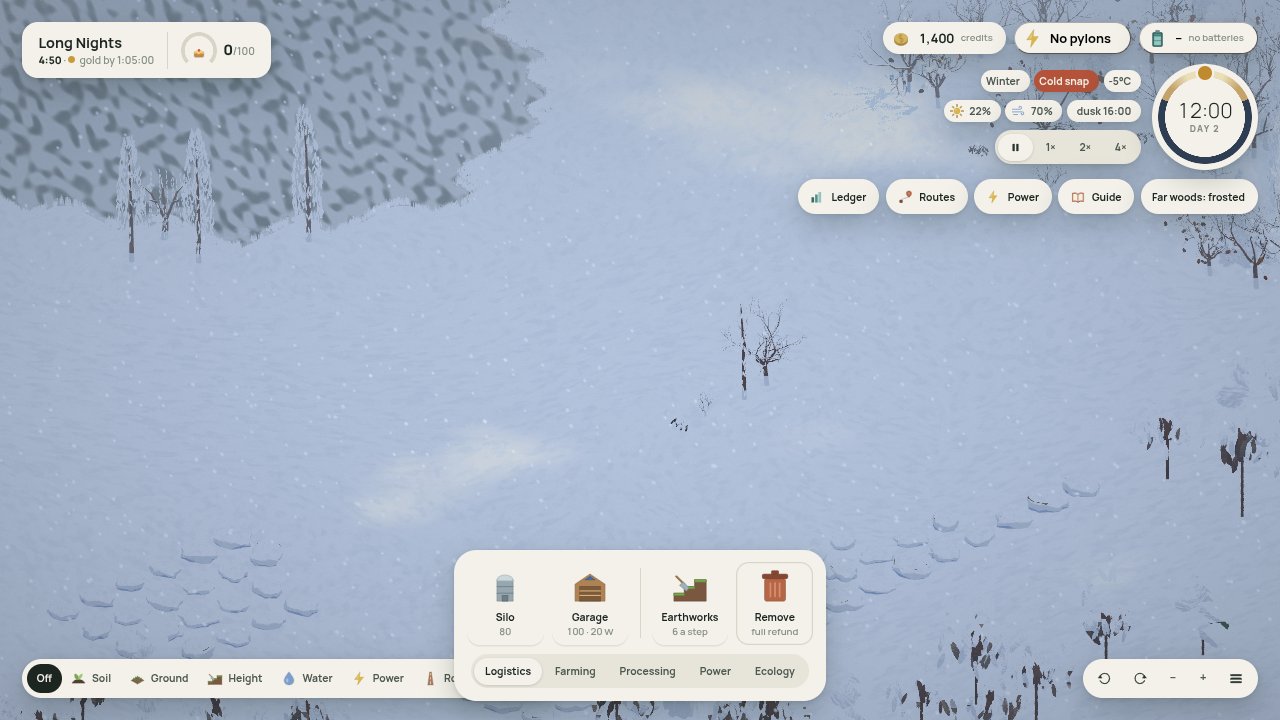 Long Nights
4:50 · gold by 1:05:00
0/100
1,400 credits
No pylons
– no batteries
Winter
Cold snap
-5°C
22%
70%
dusk 16:00
1×
2×
4×
12:00
DAY 2
Ledger
Routes
Power
Guide
Far woods: frosted
Silo
80
Garage
100 · 20 W
Earthworks
6 a step
Remove
full refund
Logistics
Farming
Processing
Power
Ecology
Off
Soil
Ground
Height
Water
Power
−
+